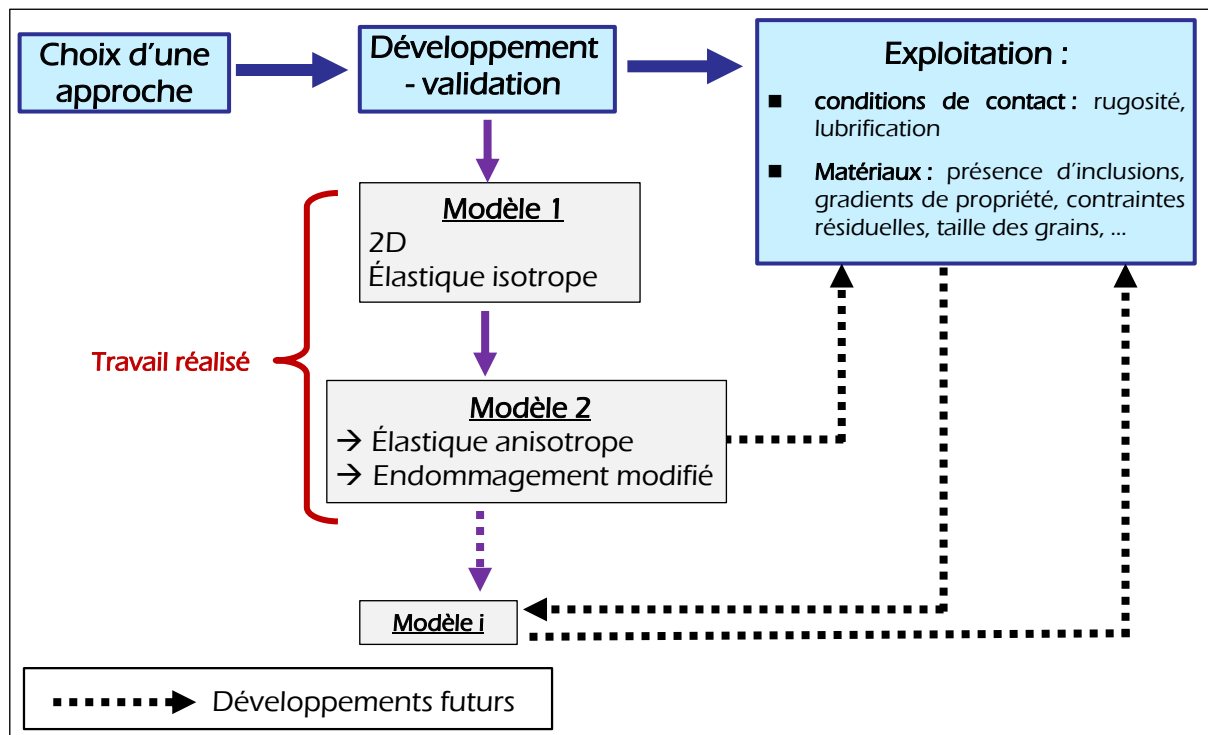 Choix d'une
approche
Développement
- validation
Exploitation :
■ conditions de contact : rugosité,
lubrification
■ Matériaux : présence d'inclusions,
gradients de propriété, contraintes
résiduelles, taille des grains, ...
Modèle 1
2D
Élastique isotrope
Travail réalisé
Modèle 2
→ Élastique anisotrope
→ Endommagement modifié
Modèle i
Développements futurs